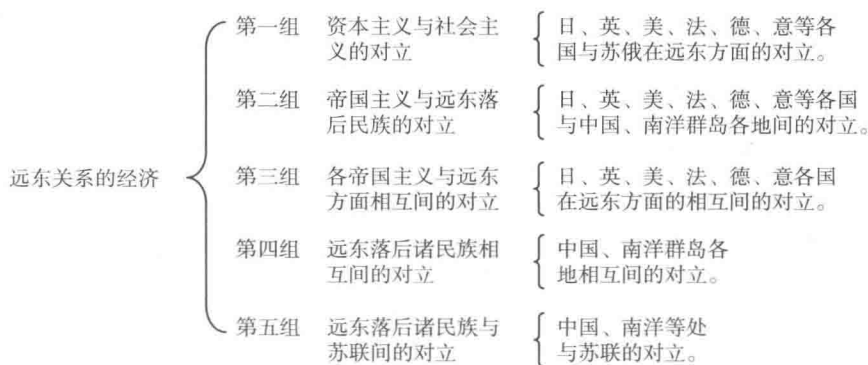 第一组 资本主义与社会主 日、英、美、法、德、意等各
义的对立 国与苏俄在远东方面的对立。
第二组 帝国主义与远东落 日、英、美、法、德、意等各国
后民族的对立 与中国、南洋群岛各地间的对立。
远东关系的经济 第三组 各帝国主义与远东 日、英、美、法、德、意各国
方面相互间的对立 在远东方面的相互间的对立。
第四组 远东落后诸民族相 中国、南洋群岛各
互间的对立 地相互间的对立。
第五组 远东落后诸民族与 中国、南洋等处
苏联间的对立 与苏联的对立。